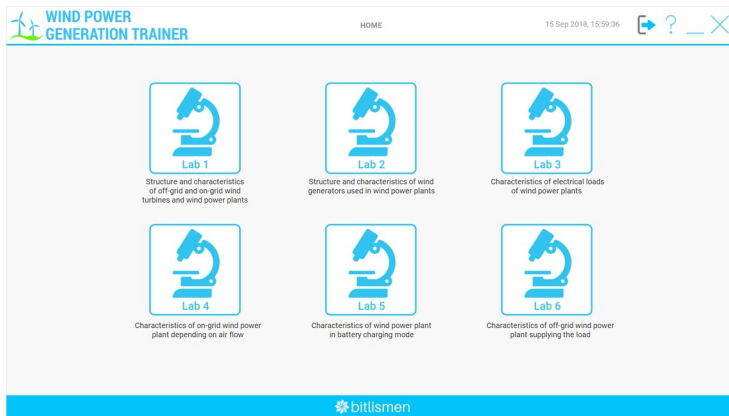 WIND POWER
GENERATION TRAINER
HOME
15 Sep 2018, 15:59:36
?
Lab 1
Structure and characteristics
of off-grid and on-grid wind
turbines and wind power plants
Lab 2
Structure and characteristics of wind
generators used in wind power plants
Lab 3
Characteristics of electrical loads
of wind power plants
Lab 4
Characteristics of on-grid wind power
plant depending on air flow
Lab 5
Characteristics of wind power plant
in battery charging mode
Lab 6
Characteristics of off-grid wind power
plant supplying the load
bitlismen